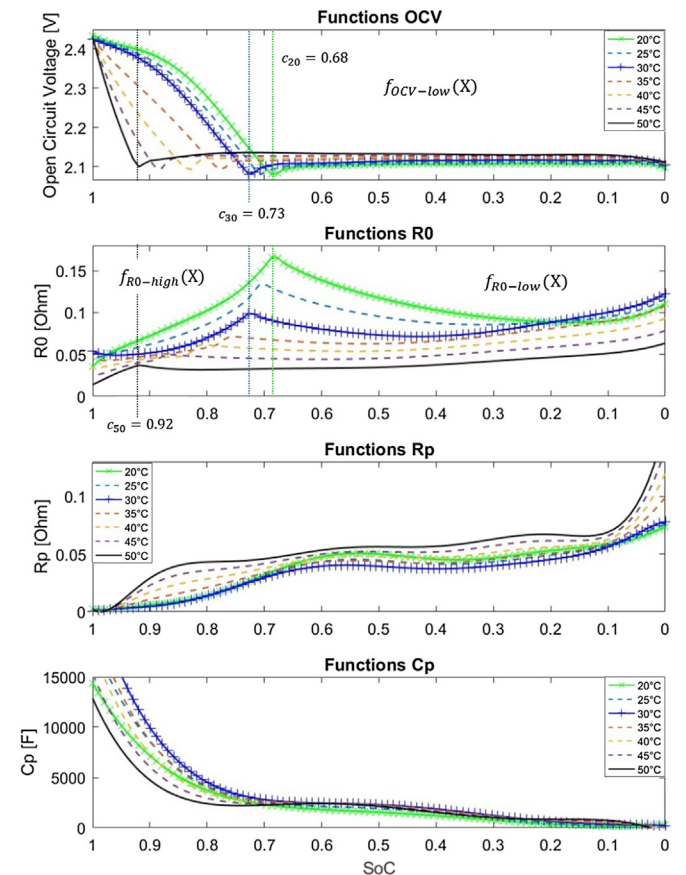 Functions OCV
Open Circuit Voltage [V]
2.4
2.3
2.2
2.1
c20 = 0.68
fOCV−low(X)
20°C
25°C
30°C
35°C
40°C
45°C
50°C
1 0.6 0.5 0.4 0.3 0.2 0.1 0
c30 = 0.73
Functions R0
R0 [Ohm]
0.15
0.1
0.05
0
fR0−high(X)
fR0−low(X)
1 0.9 0.8 0.7 0.6 0.5 0.4 0.3 0.2 0.1 0
c50 = 0.92
Functions Rp
Rp [Ohm]
0.1
0.05
0
20°C
25°C
30°C
35°C
40°C
45°C
50°C
1 0.9 0.8 0.7 0.6 0.5 0.4 0.3 0.2 0.1 0
Functions Cp
Cp [F]
15000
10000
5000
0
20°C
25°C
30°C
35°C
40°C
45°C
50°C
1 0.9 0.8 0.7 0.6 0.5 0.4 0.3 0.2 0.1 0
SoC